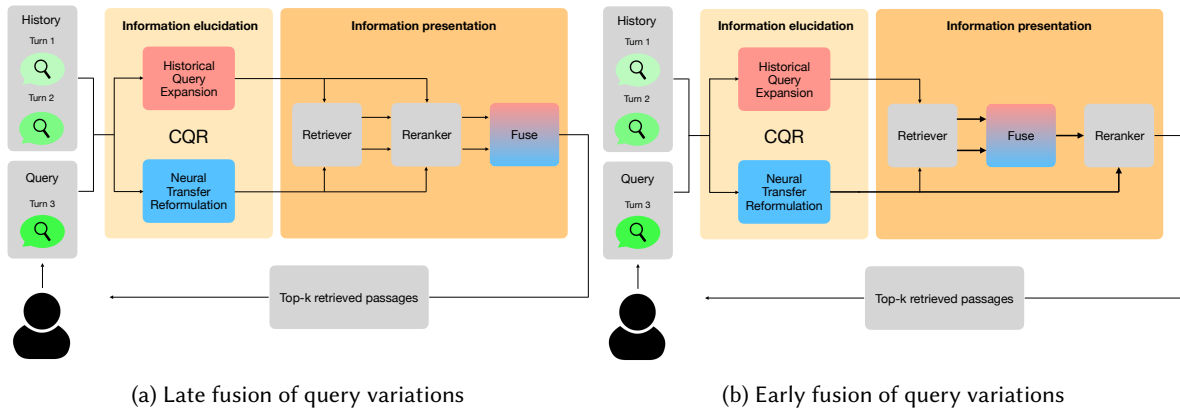 History
Turn 1
Turn 2
Query
Turn 3
Information elucidation
Historical
Query
Expansion
CQR
Neural
Transfer
Reformulation
Information presentation
Retriever
Reranker
Fuse
Top-k retrieved passages
(a) Late fusion of query variations
History
Turn 1
Turn 2
Query
Turn 3
Information elucidation
Historical
Query
Expansion
CQR
Neural
Transfer
Reformulation
Information presentation
Retriever
Fuse
Reranker
Top-k retrieved passages
(b) Early fusion of query variations